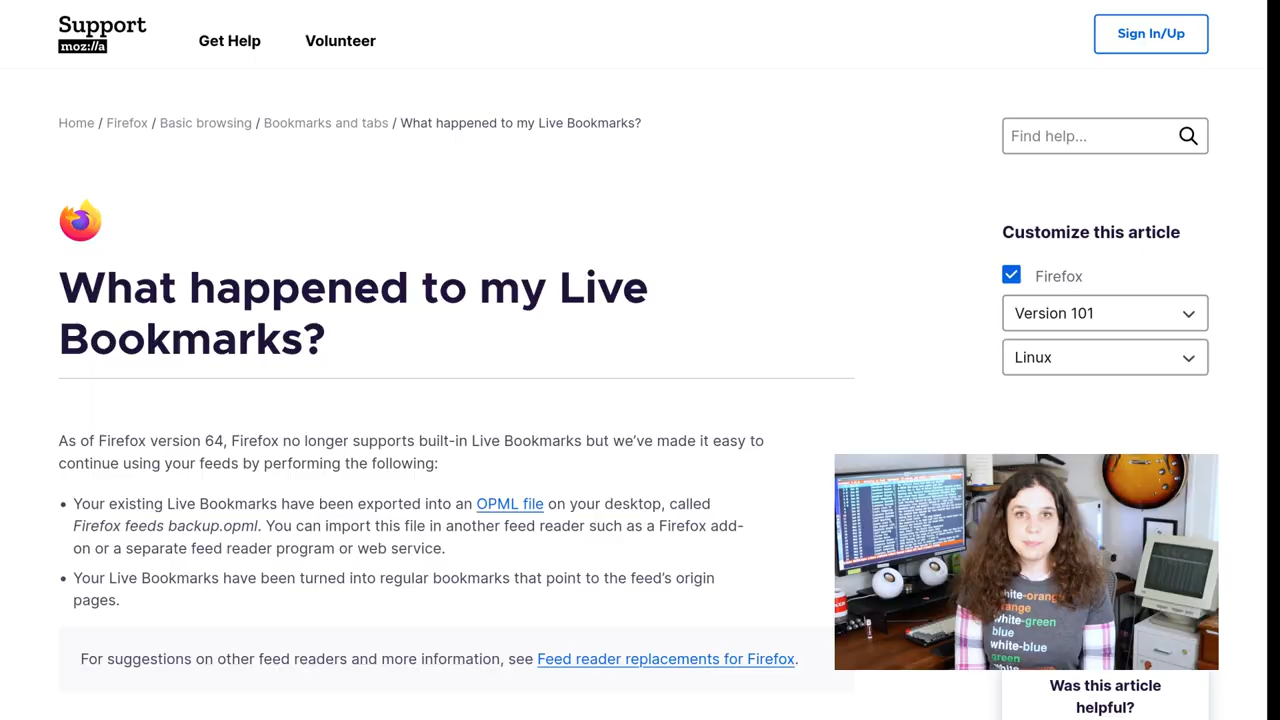 Support
moz://a
Get Help
Volunteer
Sign In/Up
Home / Firefox / Basic browsing / Bookmarks and tabs / What happened to my Live Bookmarks?
Find help...
What happened to my Live
Bookmarks?
Customize this article
Firefox
Version 101
Linux
As of Firefox version 64, Firefox no longer supports built-in Live Bookmarks but we’ve made it easy to
continue using your feeds by performing the following:
• Your existing Live Bookmarks have been exported into an OPML file on your desktop, called
Firefox feeds backup.opml. You can import this file in another feed reader such as a Firefox add-
on or a separate feed reader program or web service.
• Your Live Bookmarks have been turned into regular bookmarks that point to the feed’s origin
pages.
For suggestions on other feed readers and more information, see Feed reader replacements for Firefox.
white-orange
orange
white-green
blue
white-blue
green
Was this article
helpful?